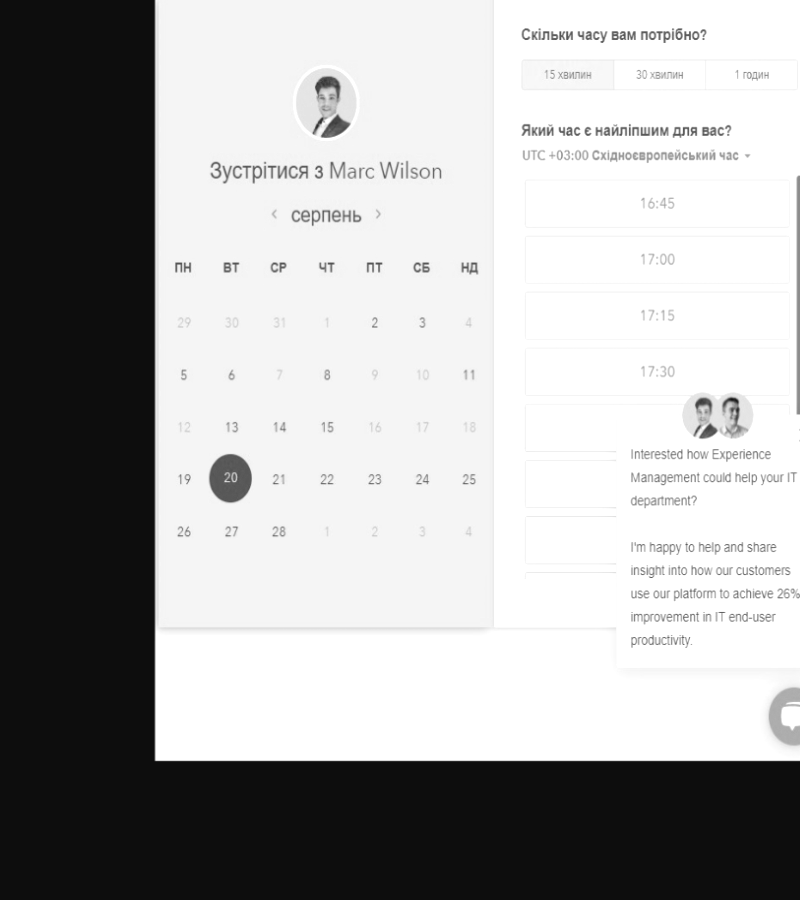 Зустрітися з Marc Wilson
серпень
ПН ВТ СР ЧТ ПТ СБ НД
29 30 31 1 2 3 4
5 6 7 8 9 10 11
12 13 14 15 16 17 18
19 20 21 22 23 24 25
26 27 28 1 2 3 4
Скільки часу вам потрібно?
15 хвилин 30 хвилин 1 годин
Який час є найліпшим для вас?
UTC +03:00 Східноєвропейський час
16:45
17:00
17:15
17:30
Interested how Experience
Management could help your IT
department?
I'm happy to help and share
insight into how our customers
use our platform to achieve 26%
improvement in IT end-user
productivity.